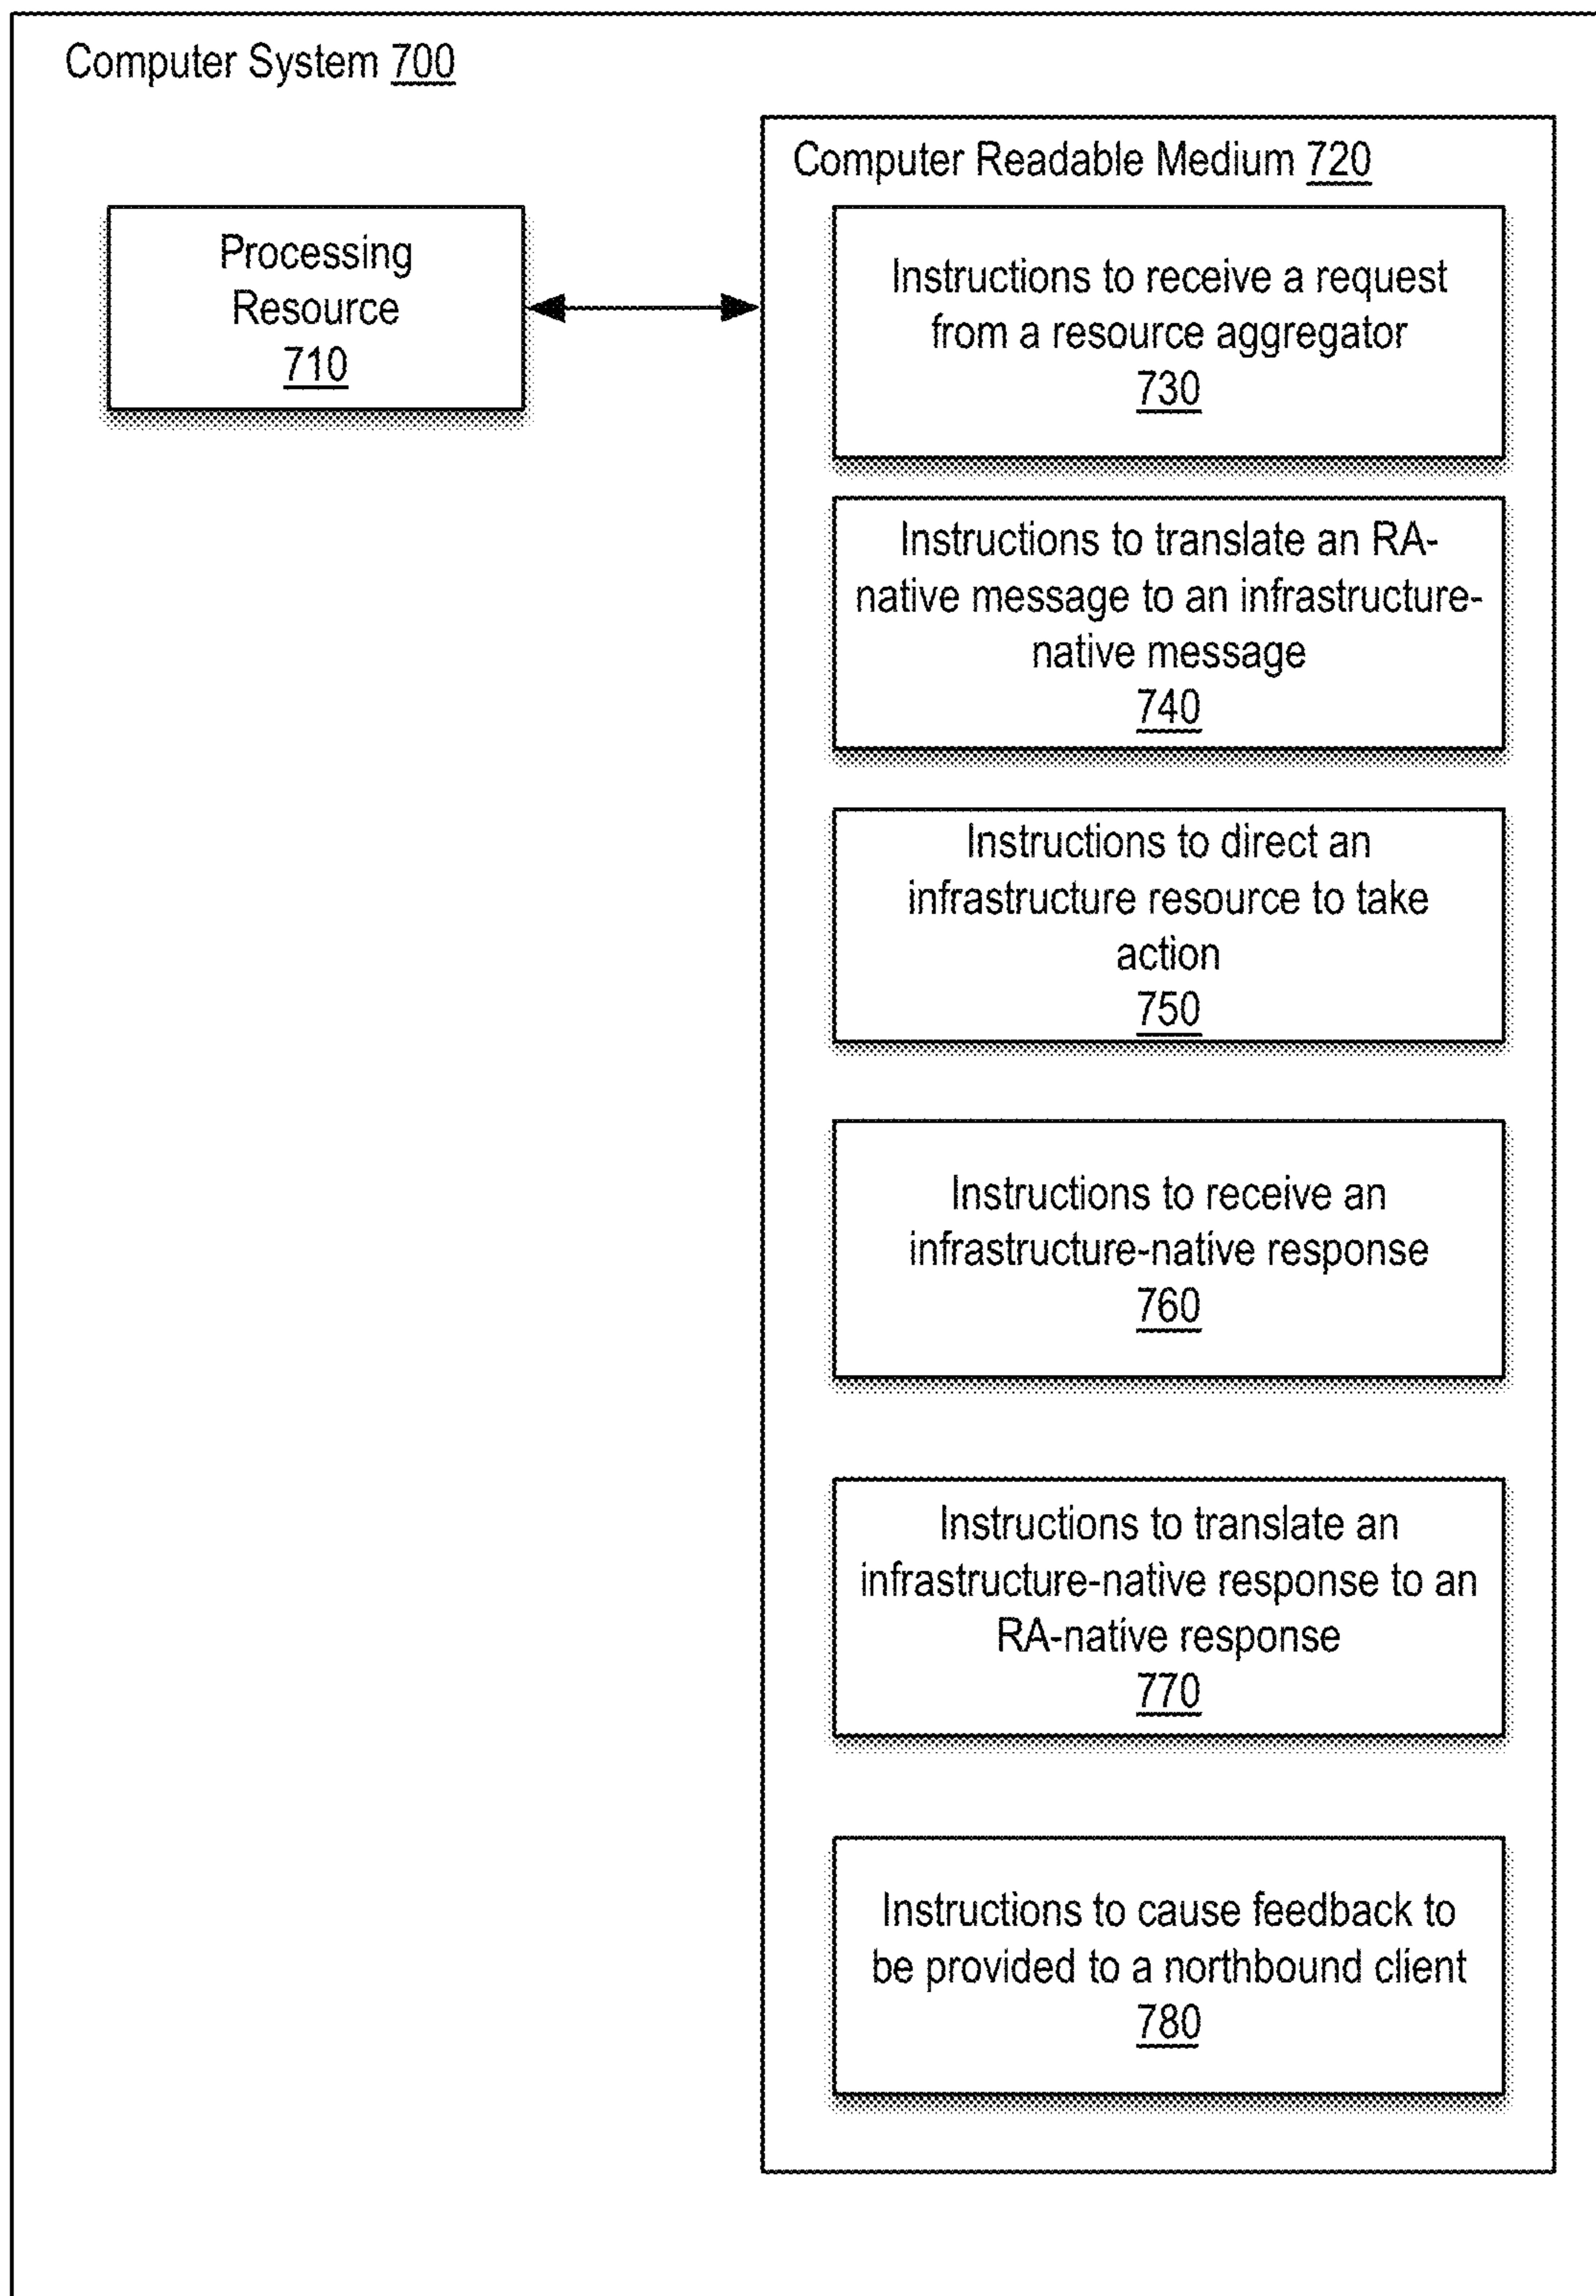 Computer System 700
Computer Readable Medium 720
Processing
Resource
710
Instructions to receive a request
from a resource aggregator
730
Instructions to translate an RA-
native message to an infrastructure-
native message
740
Instructions to direct an
infrastructure resource to take
action
750
Instructions to receive an
infrastructure-native response
760
Instructions to translate an
infrastructure-native response to an
RA-native response
770
Instructions to cause feedback to
be provided to a northbound client
780